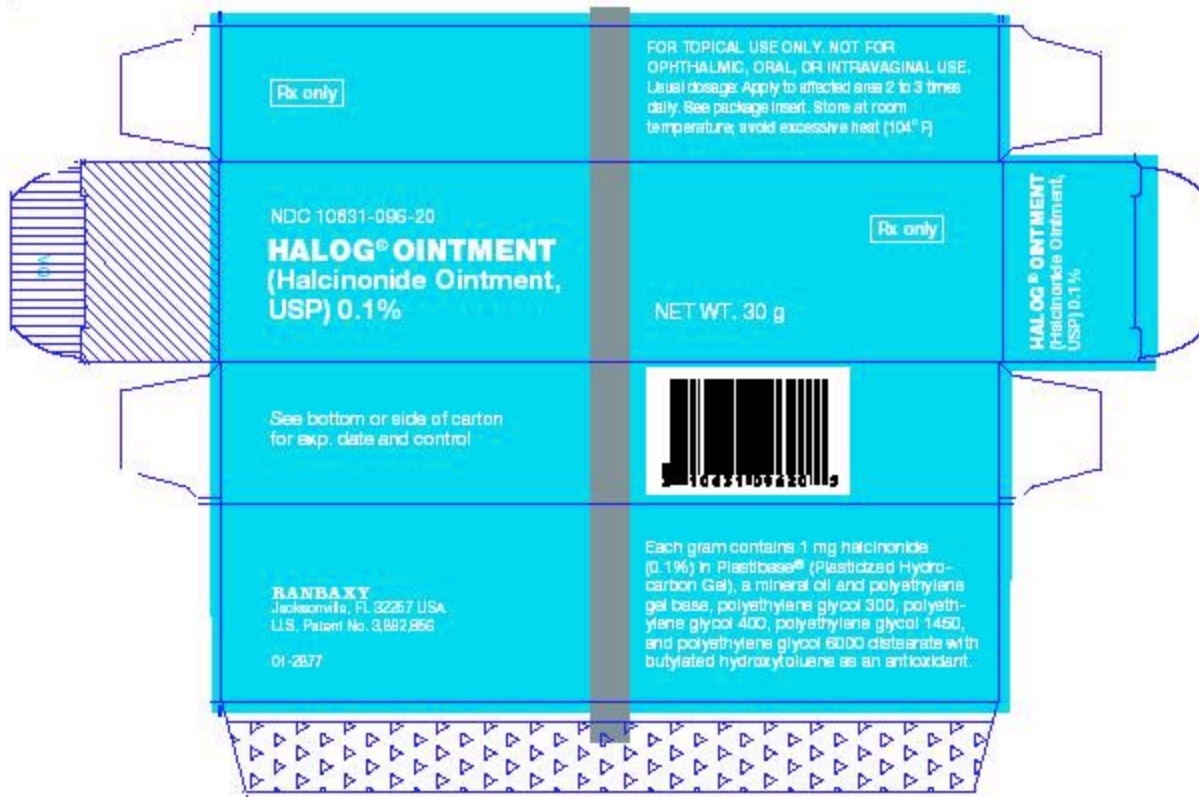 Rx only
FOR TOPICAL USE ONLY. NOT FOR
OPHTHALMIC, ORAL, OR INTRAVAGINAL USE.
Usual dosage: Apply to affected area 2 to 3 times
daily. See package insert. Store at room
temperature; avoid excessive heat (104° F)
NDC 10631-096-20
HALOG® OINTMENT
(Halcinonide Ointment,
USP) 0.1%
Rx only
NET WT. 30 g
HALOG® OINTMENT
(Halcinonide Ointment,
USP) 0.1%
See bottom or side of carton
for exp. date and control
RANBAXY
Jacksonville, FL 32257 USA
U.S. Patent No. 3,892,856
Each gram contains 1 mg halcinonide
(0.1%) in Plastibase® (Plasticized Hydro-
carbon Gel), a mineral oil and polyethylene
gel base, polyethylene glycol 300, polyeth-
ylene glycol 400, polyethylene glycol 1450,
and polyethylene glycol 6000 distearate with
butylated hydroxytoluene as an antioxidant.